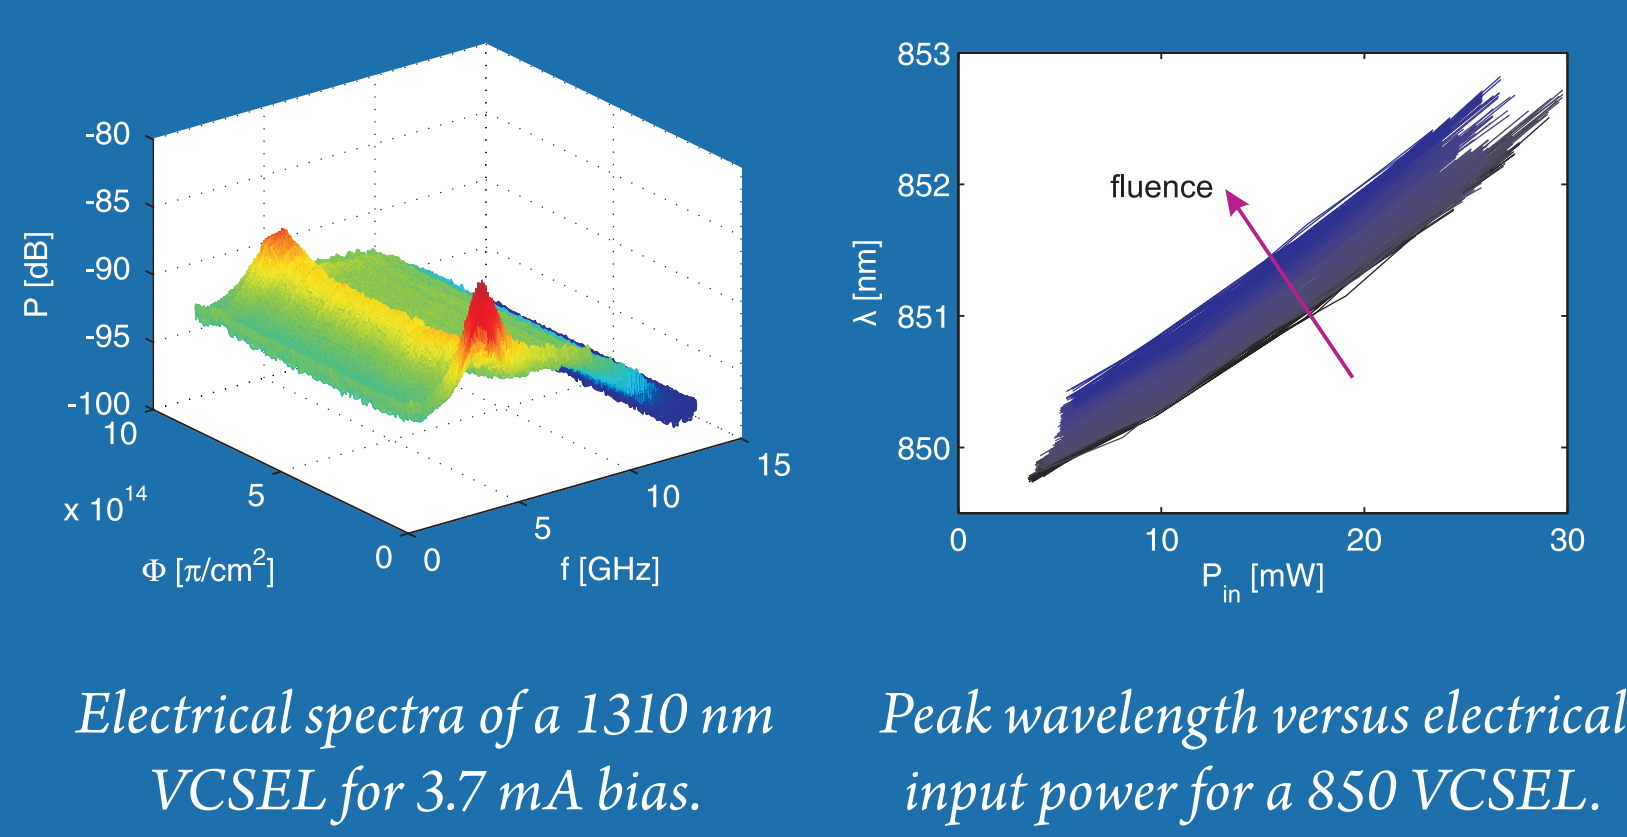 -80
-85
-90
-95
-100
P [dB]
10
5
0
x 10^14
Φ [π/cm^2]
0
5
10
15
f [GHz]
853
852
851
850
λ [nm]
fluence
0 10 20 30
P_in [mW]
Electrical spectra of a 1310 nm
VCSEL for 3.7 mA bias.
Peak wavelength versus electrical
input power for a 850 VCSEL.